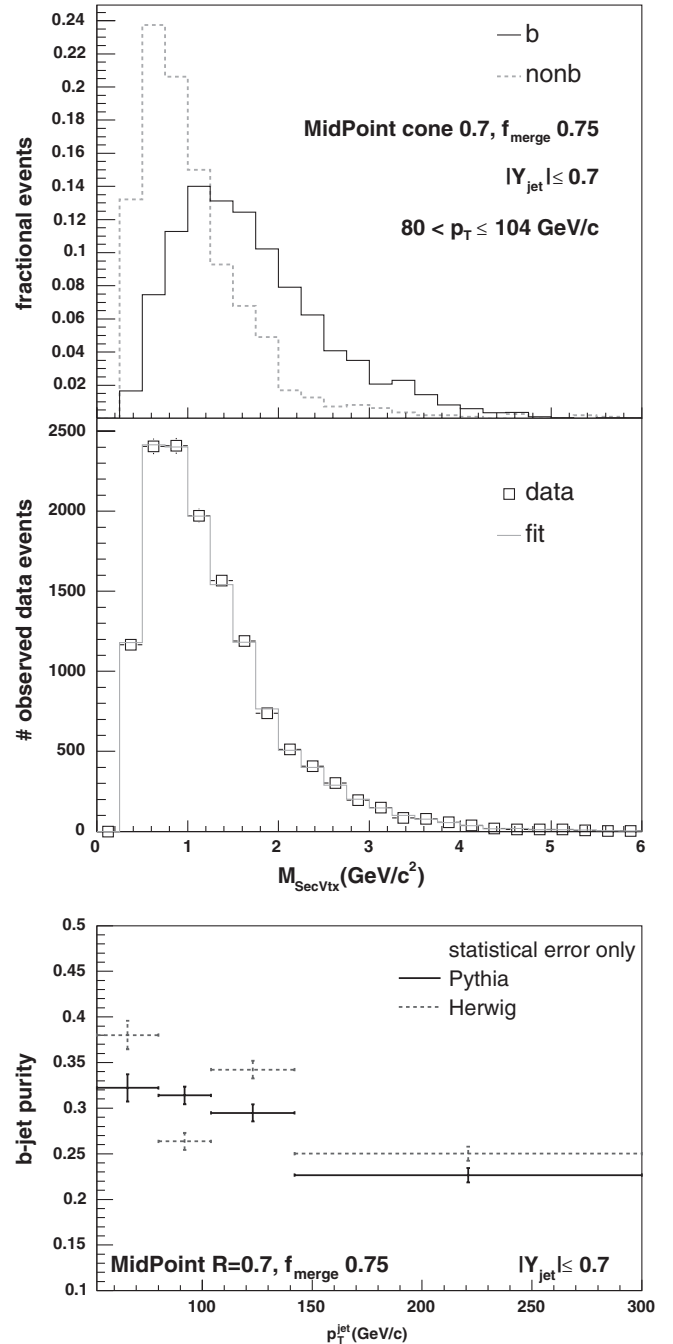 0.24
0.22
0.2
0.18
0.16
0.14
0.12
0.1
0.08
0.06
0.04
0.02
fractional events
b
nonb
MidPoint cone 0.7, f_merge 0.75
|Y_jet| ≤ 0.7
80 < p_T ≤ 104 GeV/c
2500
2000
1500
1000
500
0
# observed data events
data
fit
0 1 2 3 4 5 6
M_SecVtx(GeV/c²)
0.5
0.45
0.4
0.35
0.3
0.25
0.2
0.15
0.1
b-jet purity
statistical error only
Pythia
Herwig
MidPoint R=0.7, f_merge 0.75 |Y_jet| ≤ 0.7
100 150 200 250 300
p_T^jet(GeV/c)